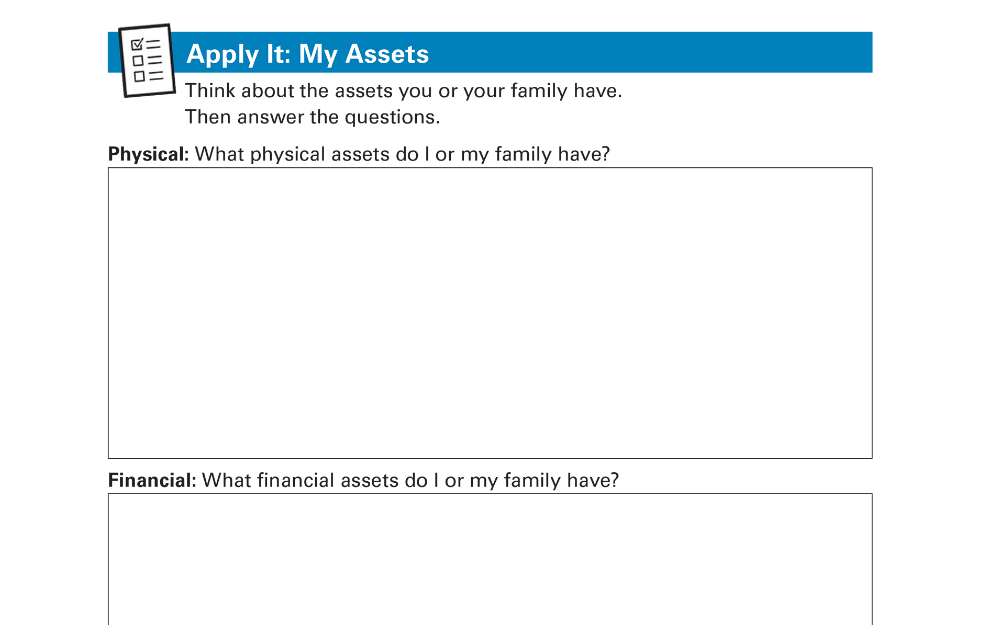 Apply It: My Assets
Think about the assets you or your family have.
Then answer the questions.
Physical: What physical assets do I or my family have?
Financial: What financial assets do I or my family have?